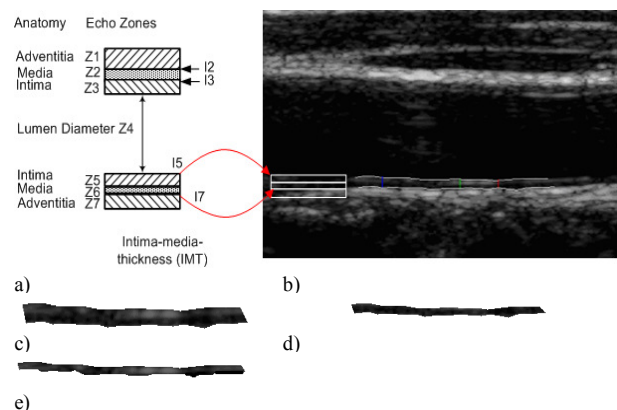 Anatomy Echo Zones
Adventitia Z1
Media Z2
Intima Z3
I2
I3
Lumen Diameter Z4
I5
Intima Z5
Media Z6
Adventitia Z7
I7
Intima-media-
thickness (IMT)
a) b)
c) d)
e)